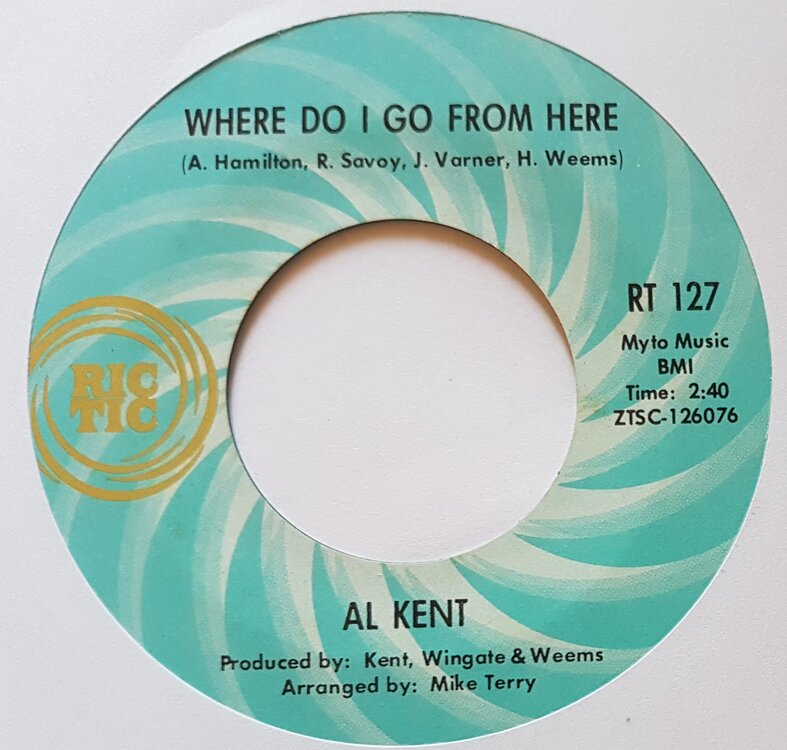 WHERE DO I GO FROM HERE
(A. Hamilton, R. Savoy, J. Varner, H. Weems)
RT 127
Myto Music
BMI
Time: 2:40
ZTSC-126076
RIC
TIC
AL KENT
Produced by: Kent, Wingate & Weems
Arranged by: Mike Terry